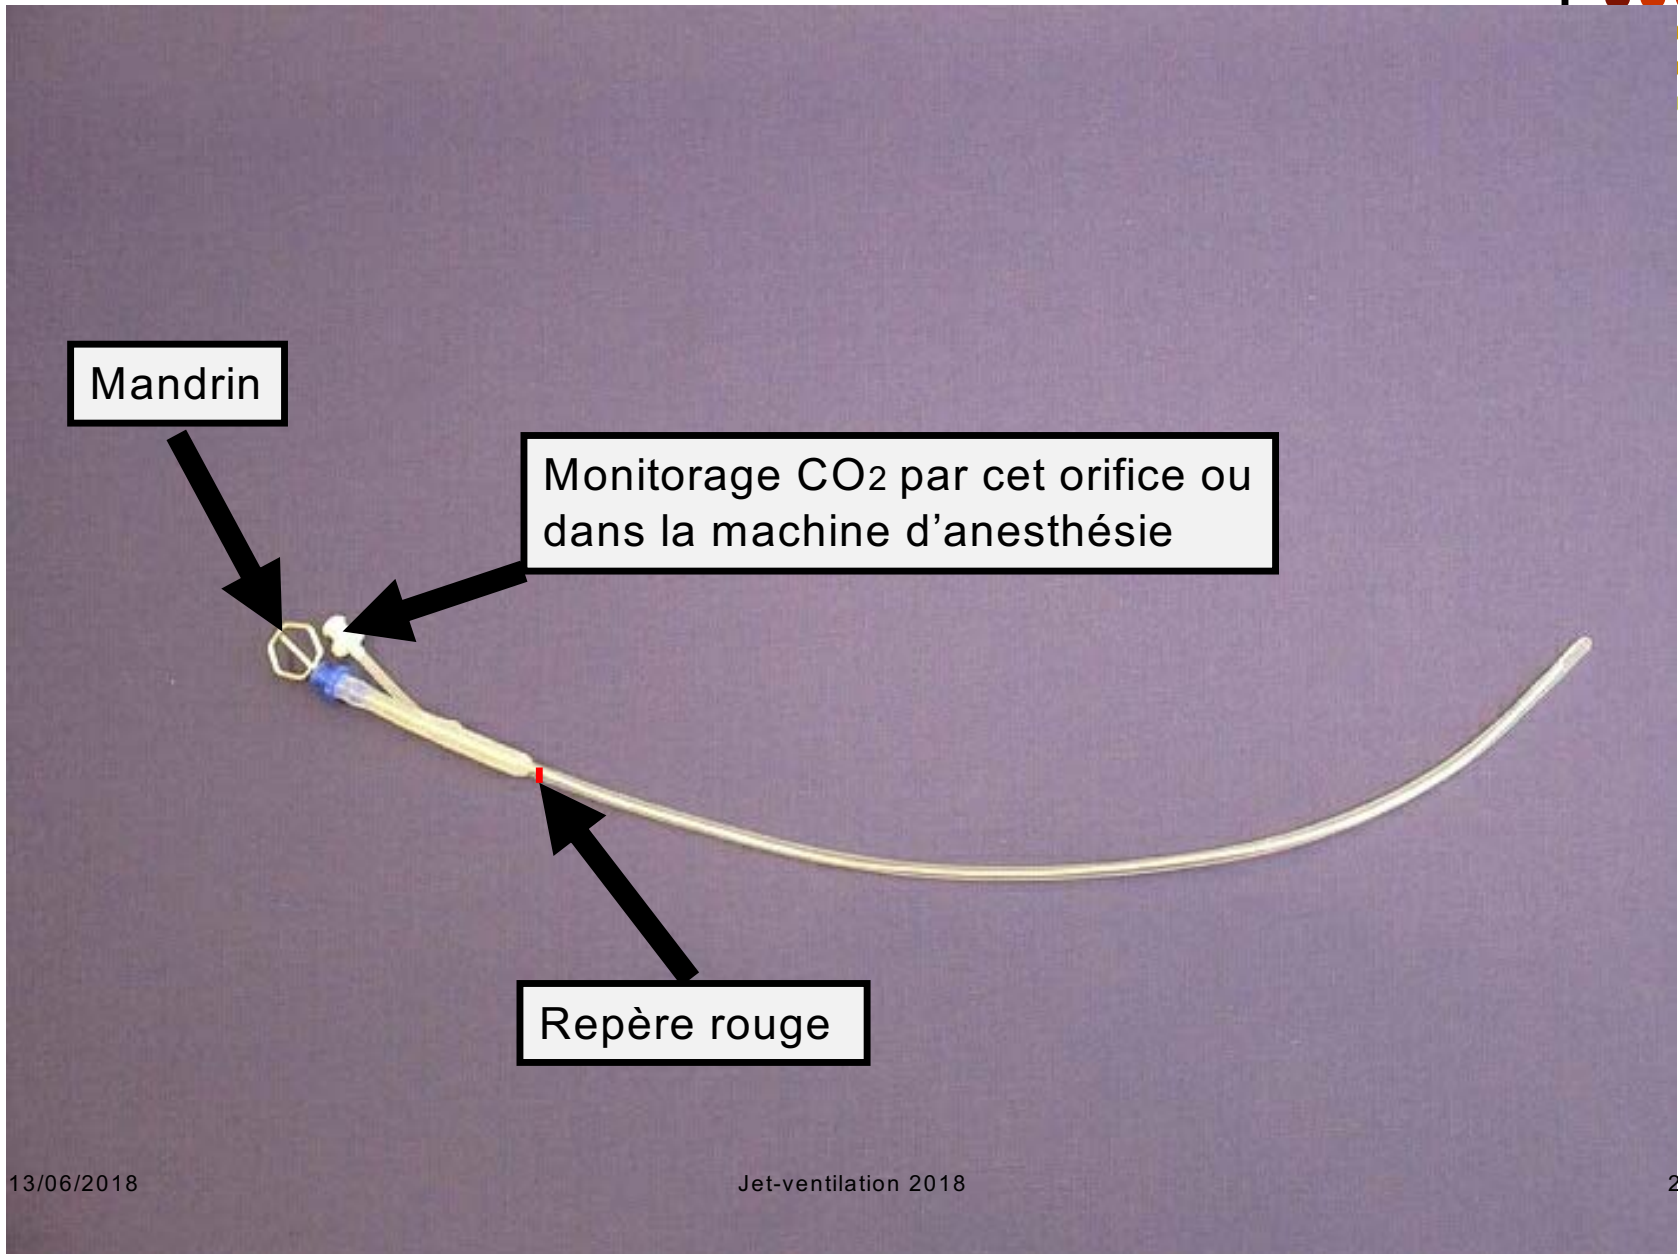 Mandrin
Monitorage CO2 par cet orifice ou
dans la machine d’anesthésie
Repère rouge
13/06/2018
Jet-ventilation 2018